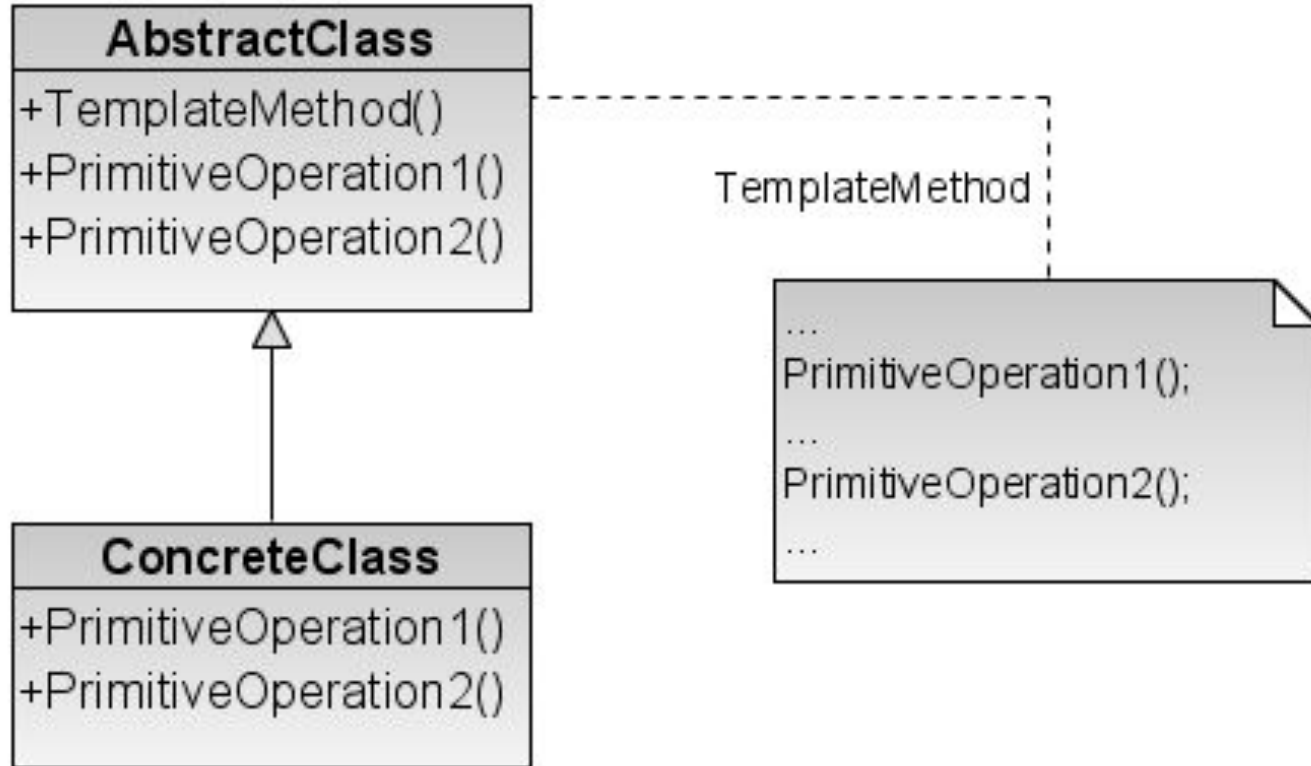 AbstractClass
+TemplateMethod()
+PrimitiveOperation1()
+PrimitiveOperation2()
TemplateMethod
...
PrimitiveOperation1();
...
PrimitiveOperation2();
...
ConcreteClass
+PrimitiveOperation1()
+PrimitiveOperation2()